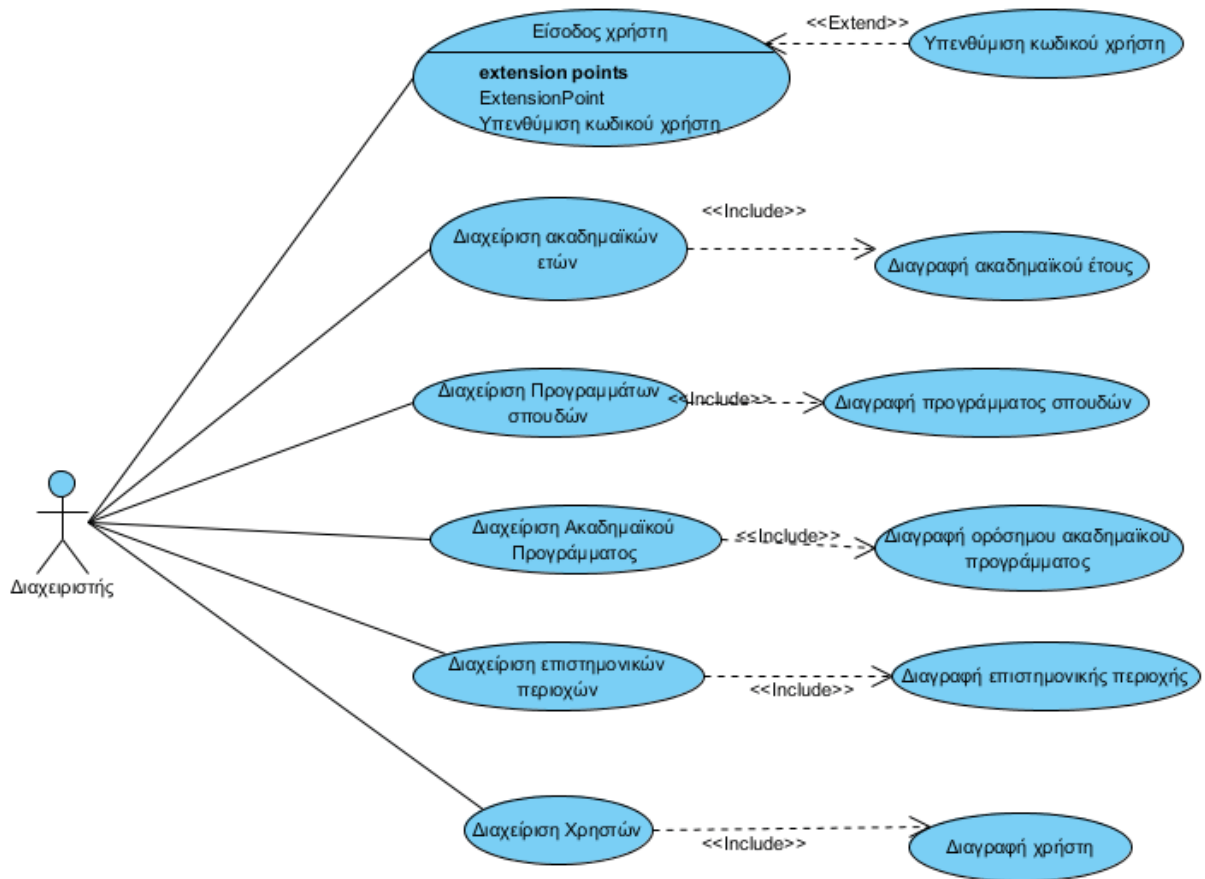 Είσοδος χρήστη
<<Extend>>
Υπενθύμιση κωδικού χρήστη
extension points
ExtensionPoint
Υπενθύμιση κωδικού χρήστη
Διαχείριση ακαδημαϊκών
ετών
<<Include>>
Διαγραφή ακαδημαϊκού έτους
Διαχείριση Προγραμμάτων
σπουδών
<<Include>>
Διαγραφή προγράμματος σπουδών
Διαχείριση Ακαδημαϊκού
Προγράμματος
<<Include>>
Διαγραφή ορόσημου ακαδημαϊκού
προγράμματος
Διαχειριστής
Διαχείριση επιστημονικών
περιοχών
<<Include>>
Διαγραφή επιστημονικής περιοχής
Διαχείριση Χρηστών
<<Include>>
Διαγραφή χρήστη